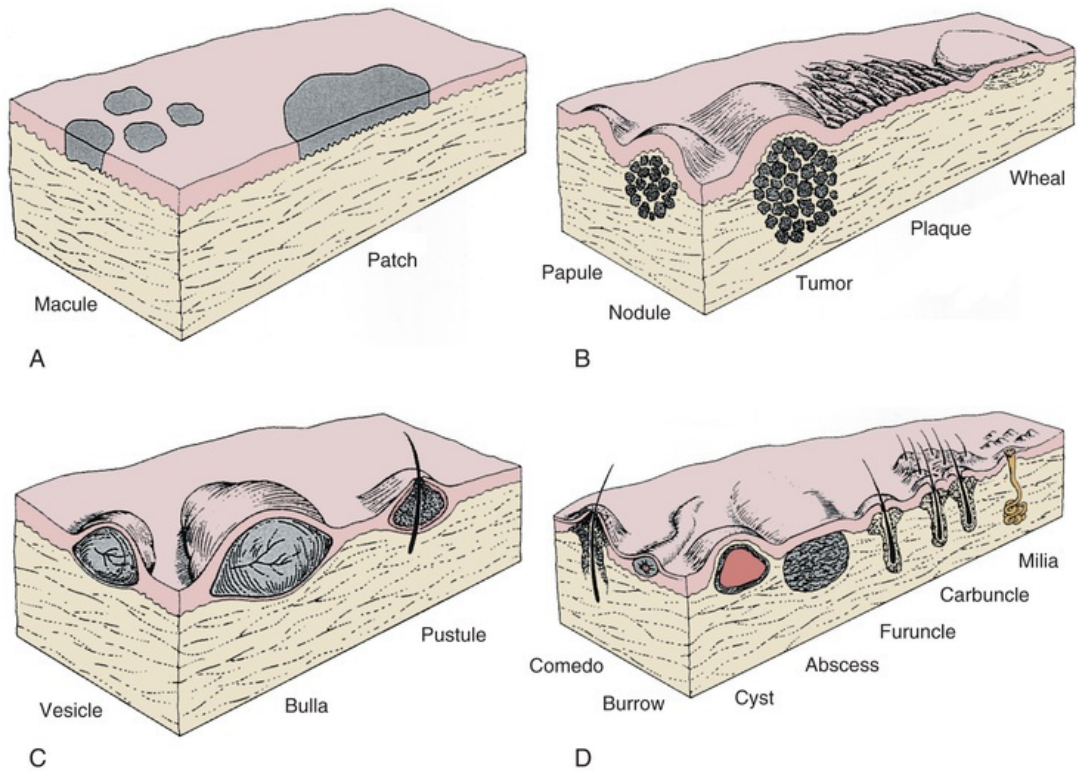 Macule
Patch
A
Papule
Nodule
Tumor
Plaque
Wheal
B
Vesicle
Bulla
Pustule
C
Comedo
Burrow
Cyst
Abscess
Furuncle
Carbuncle
Milia
D